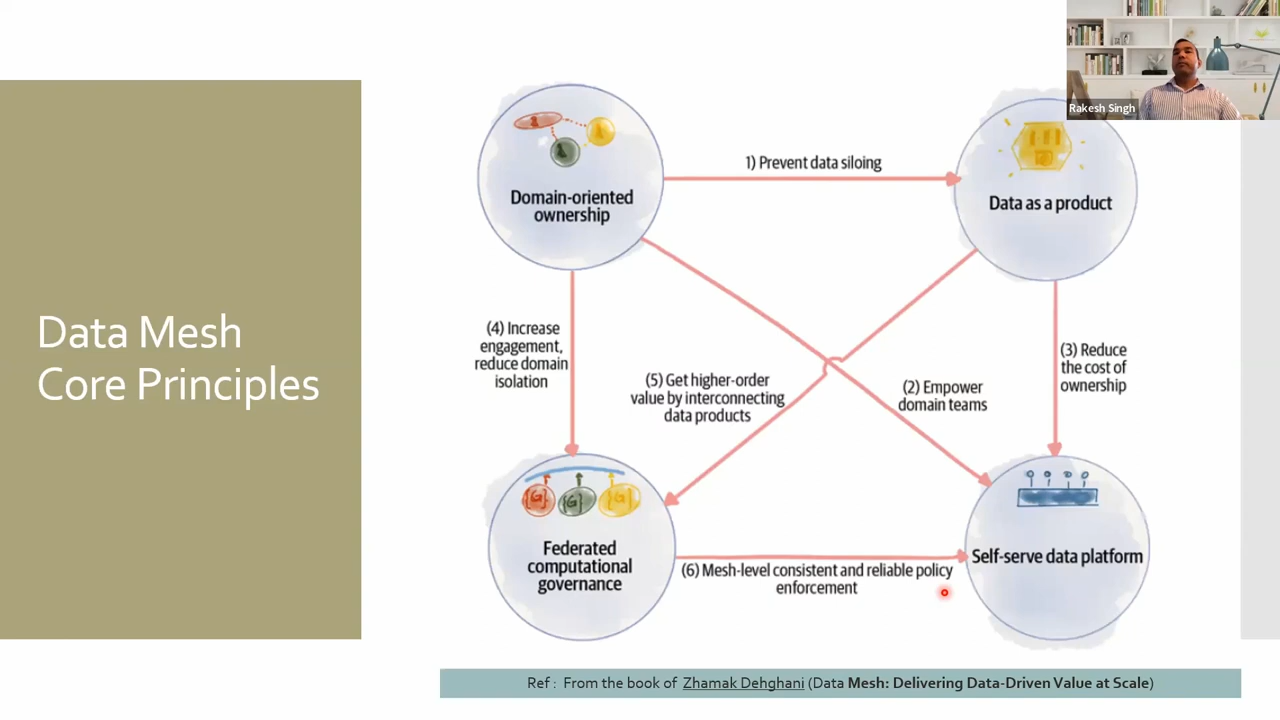 Rakesh Singh
Data Mesh
Core Principles
Domain-oriented
ownership
1) Prevent data siloing
Data as a product
(4) Increase
engagement,
reduce domain
isolation
(5) Get higher-order
value by interconnecting
data products
(2) Empower
domain teams
(3) Reduce
the cost of
ownership
{G} {G} {G}
Federated
computational
governance
(6) Mesh-level consistent and reliable policy
enforcement
Self-serve data platform
Ref : From the book of Zhamak Dehghani (Data Mesh: Delivering Data-Driven Value at Scale)